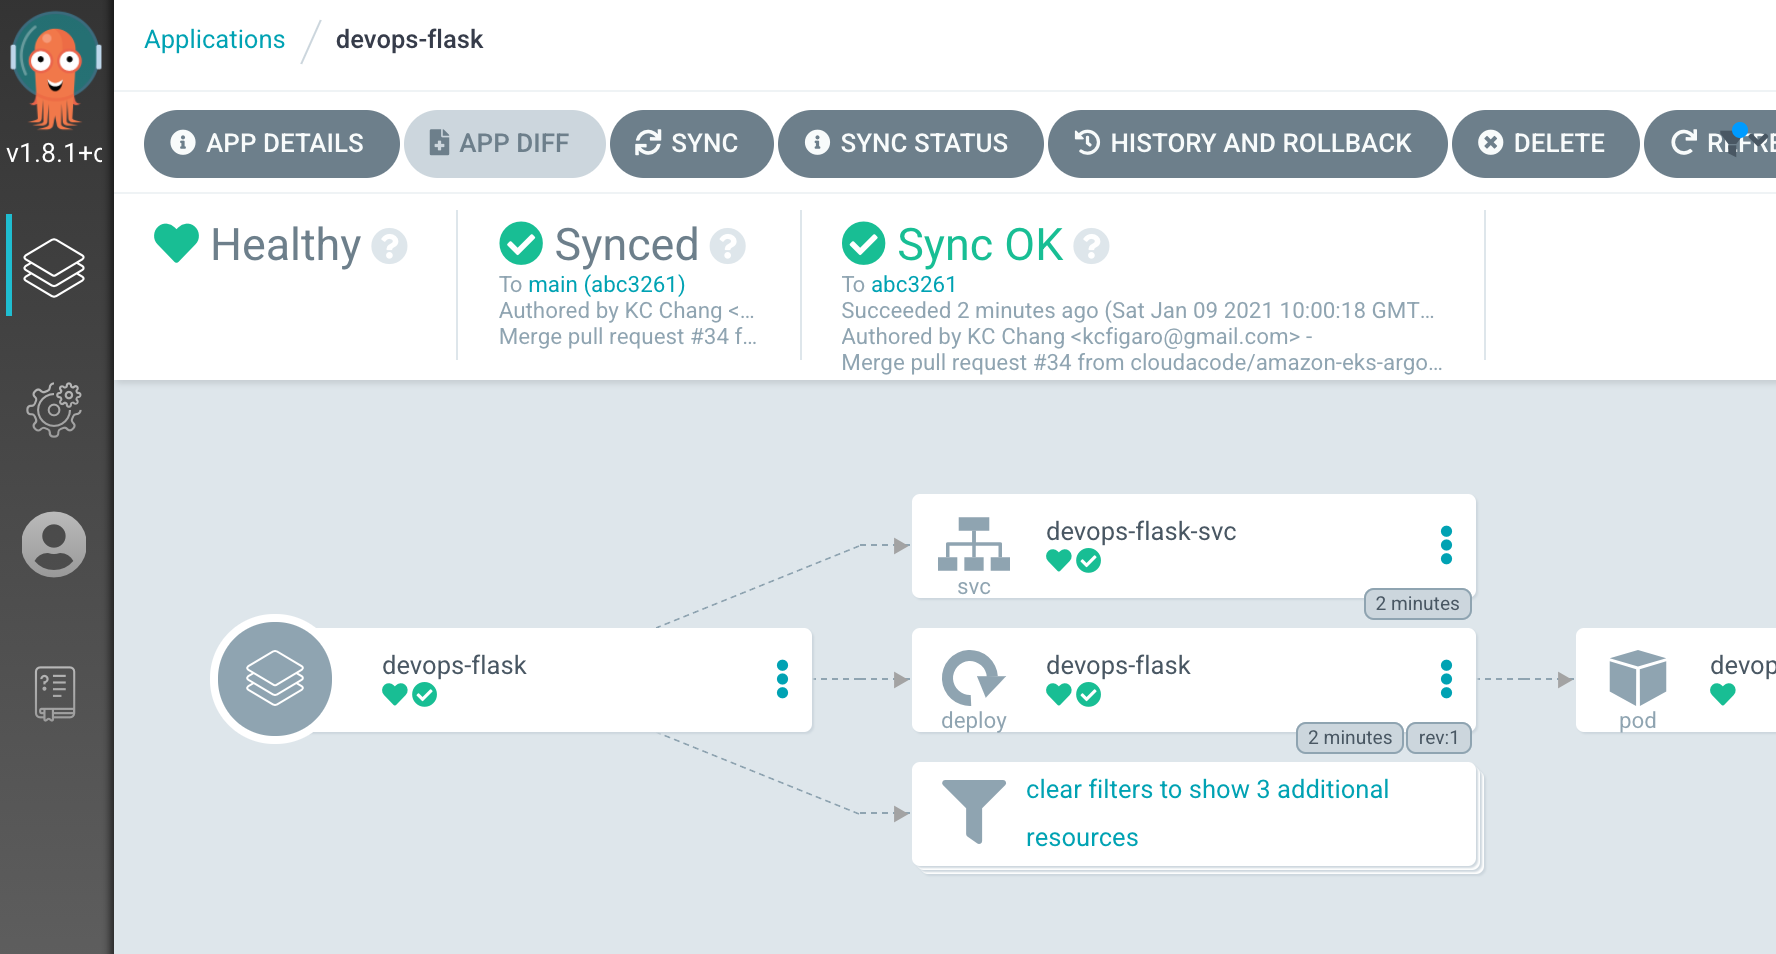 Applications / devops-flask
v1.8.1+
APP DETAILS
APP DIFF
SYNC
SYNC STATUS
HISTORY AND ROLLBACK
DELETE
Healthy ?
Synced ?
To main (abc3261)
Authored by KC Chang <...
Merge pull request #34 f...
Sync OK ?
To abc3261
Succeeded 2 minutes ago (Sat Jan 09 2021 10:00:18 GMT...
Authored by KC Chang <kcfigaro@gmail.com> -
Merge pull request #34 from cloudacode/amazon-eks-argo...
devops-flask-svc
svc
2 minutes
devops-flask
devops-flask
deploy
2 minutes
rev:1
devop
pod
clear filters to show 3 additional
resources